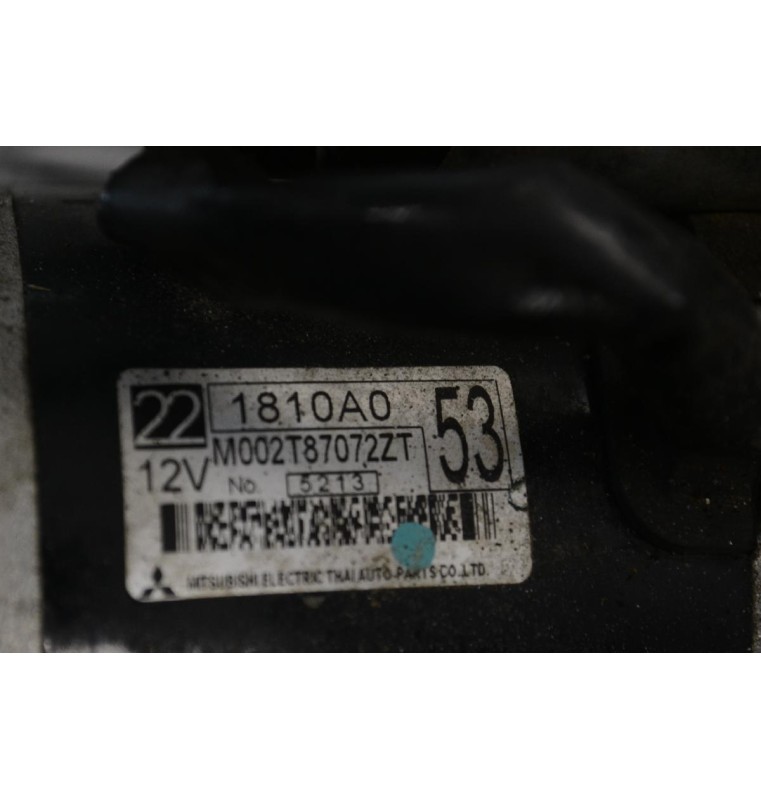 22 1810A0 53
M002T87072ZT
12V No. 5213
MITSUBISHI ELECTRIC THAI AUTO-PARTS CO.,LTD.